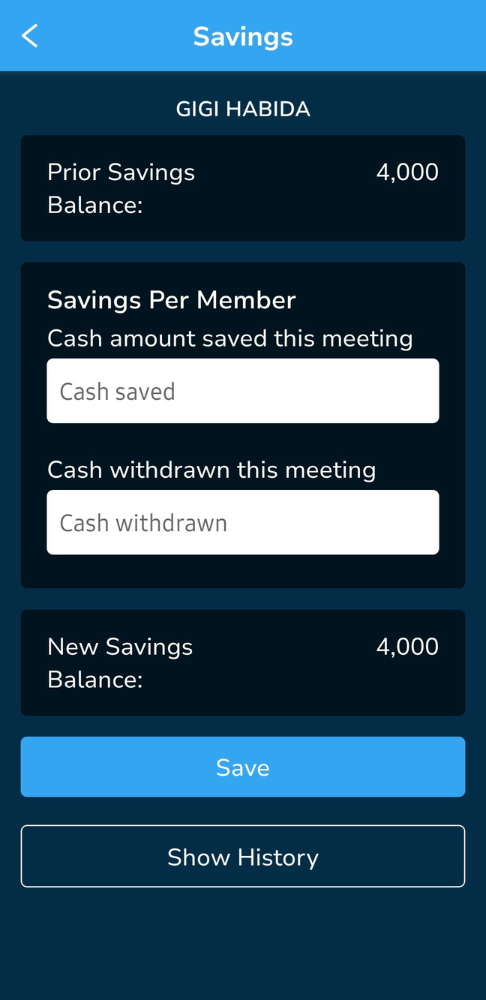 Savings
GIGI HABIDA
Prior Savings 4,000
Balance:
Savings Per Member
Cash amount saved this meeting
Cash saved
Cash withdrawn this meeting
Cash withdrawn
New Savings 4,000
Balance:
Save
Show History